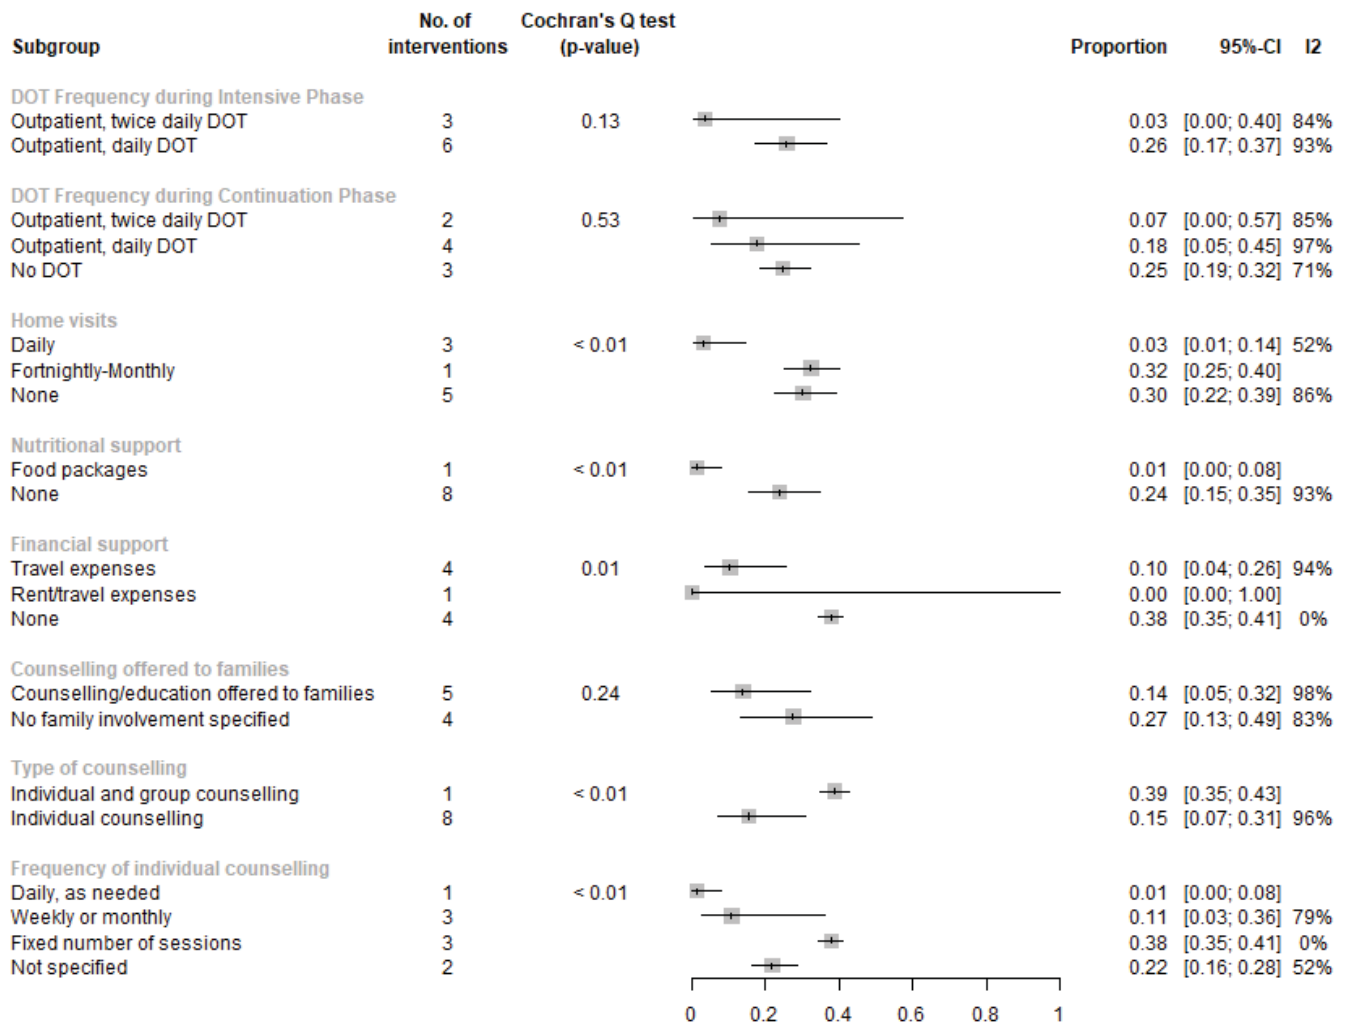 No. of Cochran's Q test
Subgroup interventions (p-value) Proportion 95%-CI I2
DOT Frequency during Intensive Phase
Outpatient, twice daily DOT 3 0.13 0.03 [0.00; 0.40] 84%
Outpatient, daily DOT 6 0.26 [0.17; 0.37] 93%
DOT Frequency during Continuation Phase
Outpatient, twice daily DOT 2 0.53 0.07 [0.00; 0.57] 85%
Outpatient, daily DOT 4 0.18 [0.05; 0.45] 97%
No DOT 3 0.25 [0.19; 0.32] 71%
Home visits
Daily 3 < 0.01 0.03 [0.01; 0.14] 52%
Fortnightly-Monthly 1 0.32 [0.25; 0.40]
None 5 0.30 [0.22; 0.39] 86%
Nutritional support
Food packages 1 < 0.01 0.01 [0.00; 0.08]
None 8 0.24 [0.15; 0.35] 93%
Financial support
Travel expenses 4 0.01 0.10 [0.04; 0.26] 94%
Rent/travel expenses 1 0.00 [0.00; 1.00]
None 4 0.38 [0.35; 0.41] 0%
Counselling offered to families
Counselling/education offered to families 5 0.24 0.14 [0.05; 0.32] 98%
No family involvement specified 4 0.27 [0.13; 0.49] 83%
Type of counselling
Individual and group counselling 1 < 0.01 0.39 [0.35; 0.43]
Individual counselling 8 0.15 [0.07; 0.31] 96%
Frequency of individual counselling
Daily, as needed 1 < 0.01 0.01 [0.00; 0.08]
Weekly or monthly 3 0.11 [0.03; 0.36] 79%
Fixed number of sessions 3 0.38 [0.35; 0.41] 0%
Not specified 2 0.22 [0.16; 0.28] 52%
0 0.2 0.4 0.6 0.8 1